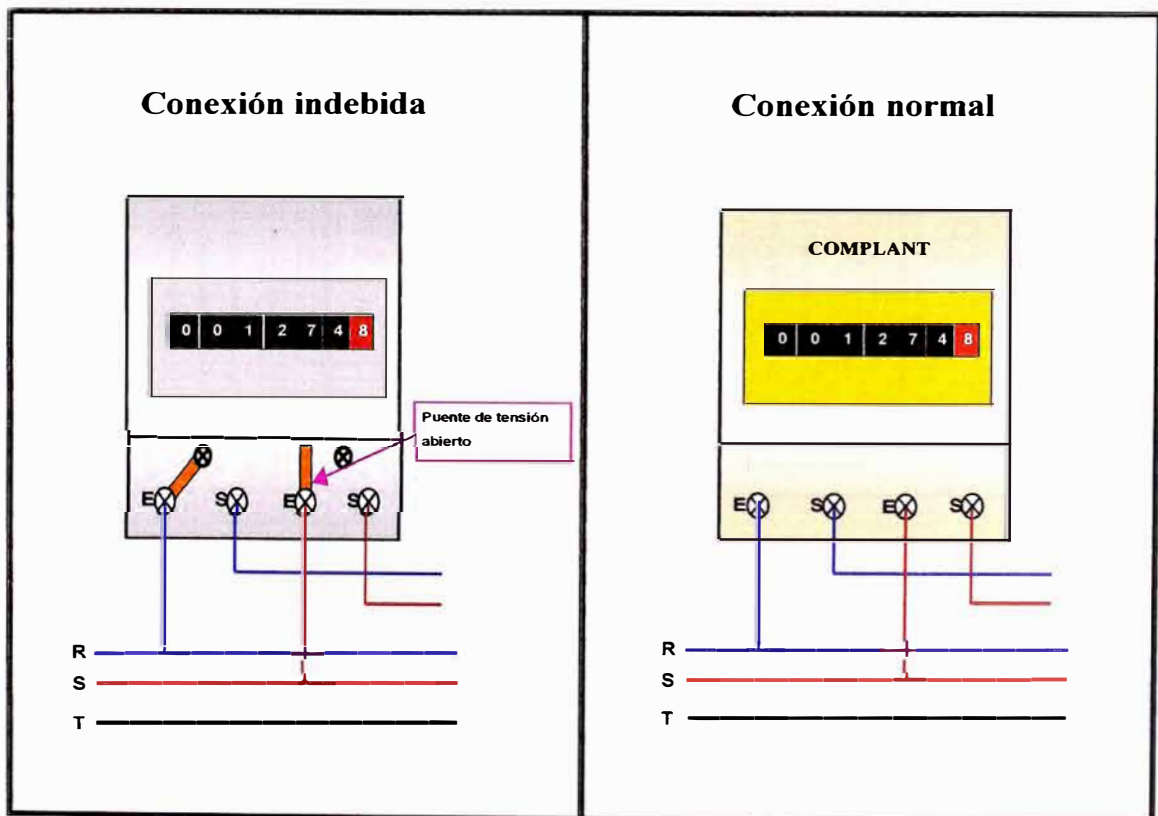 Conexión indebida
0 0 1 2 7 4 8
Puente de tensión
abierto
E S E S
R
S
T
Conexión normal
COMPLANT
0 0 1 2 7 4 8
E S E S
R
S
T